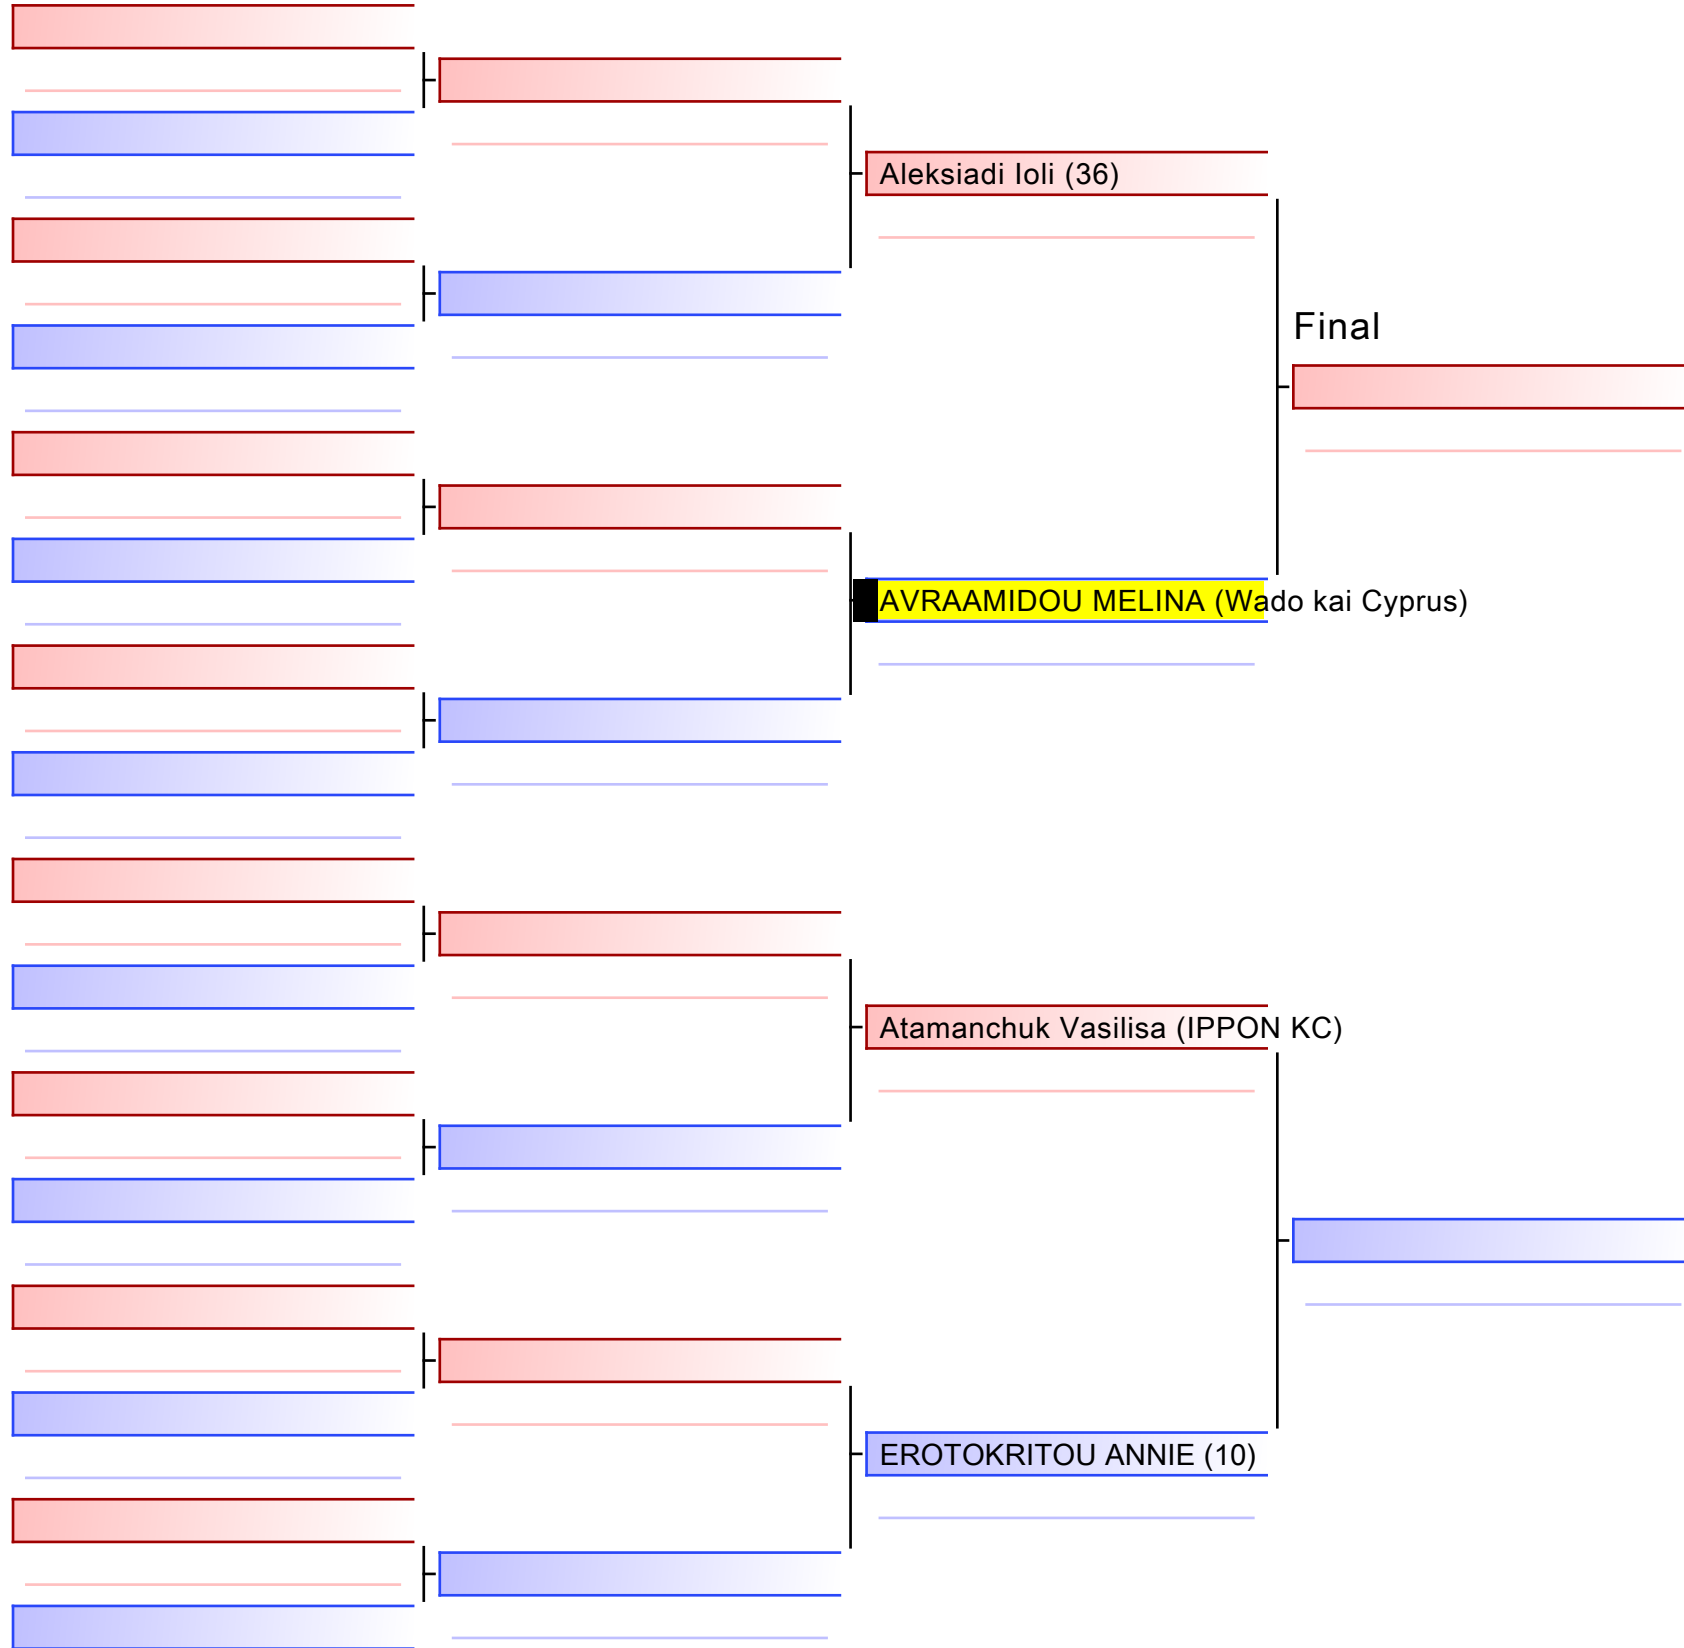 Aleksiadi Ioli (36)
Final
AVRAAMIDOU MELINA (Wado kai Cyprus)
Atamanchuk Vasilisa (IPPON KC)
EROTOKRITOU ANNIE (10)